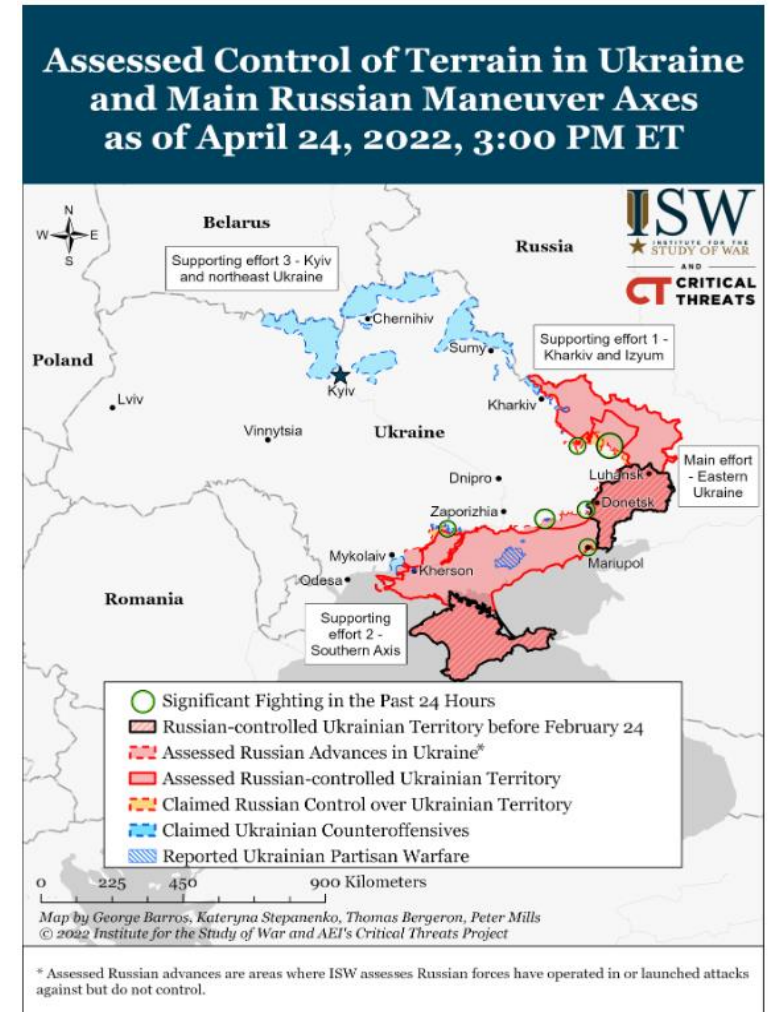 Assessed Control of Terrain in Ukraine
and Main Russian Maneuver Axes
as of April 24, 2022, 3:00 PM ET
N
W E
S
Belarus
ISW
INSTITUTE FOR THE
STUDY OF WAR
AND
CT CRITICAL
THREATS
Russia
Supporting effort 3 - Kyiv
and northeast Ukraine
Chernihiv
Sumy
Supporting effort 1 -
Kharkiv and Izyum
Poland
Kyiv
Lviv
Kharkiv
Vinnytsia
Ukraine
Main effort
- Eastern
Ukraine
Luhansk
Dnipro
Donetsk
Zaporizhia
Mykolaiv
Mariupol
Kherson
Odesa
Romania
Supporting
effort 2 -
Southern Axis
Significant Fighting in the Past 24 Hours
Russian-controlled Ukrainian Territory before February 24
Assessed Russian Advances in Ukraine*
Assessed Russian-controlled Ukrainian Territory
Claimed Russian Control over Ukrainian Territory
Claimed Ukrainian Counteroffensives
Reported Ukrainian Partisan Warfare
0 225 450 900 Kilometers
Map by George Barros, Kateryna Stepanenko, Thomas Bergeron, Peter Mills
© 2022 Institute for the Study of War and AEI's Critical Threats Project
* Assessed Russian advances are areas where ISW assesses Russian forces have operated in or launched attacks
against but do not control.